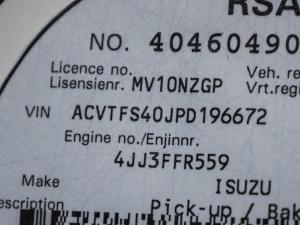 RSA
NO. 40460490
Licence no. Veh. re
Lisensienr. MV10NZGP Vrt.regi
VIN ACVTFS40JPD196672
Engine no./Enjinnr.
4JJ3FFR559
Make ISUZU
escription Pick-up / Bak